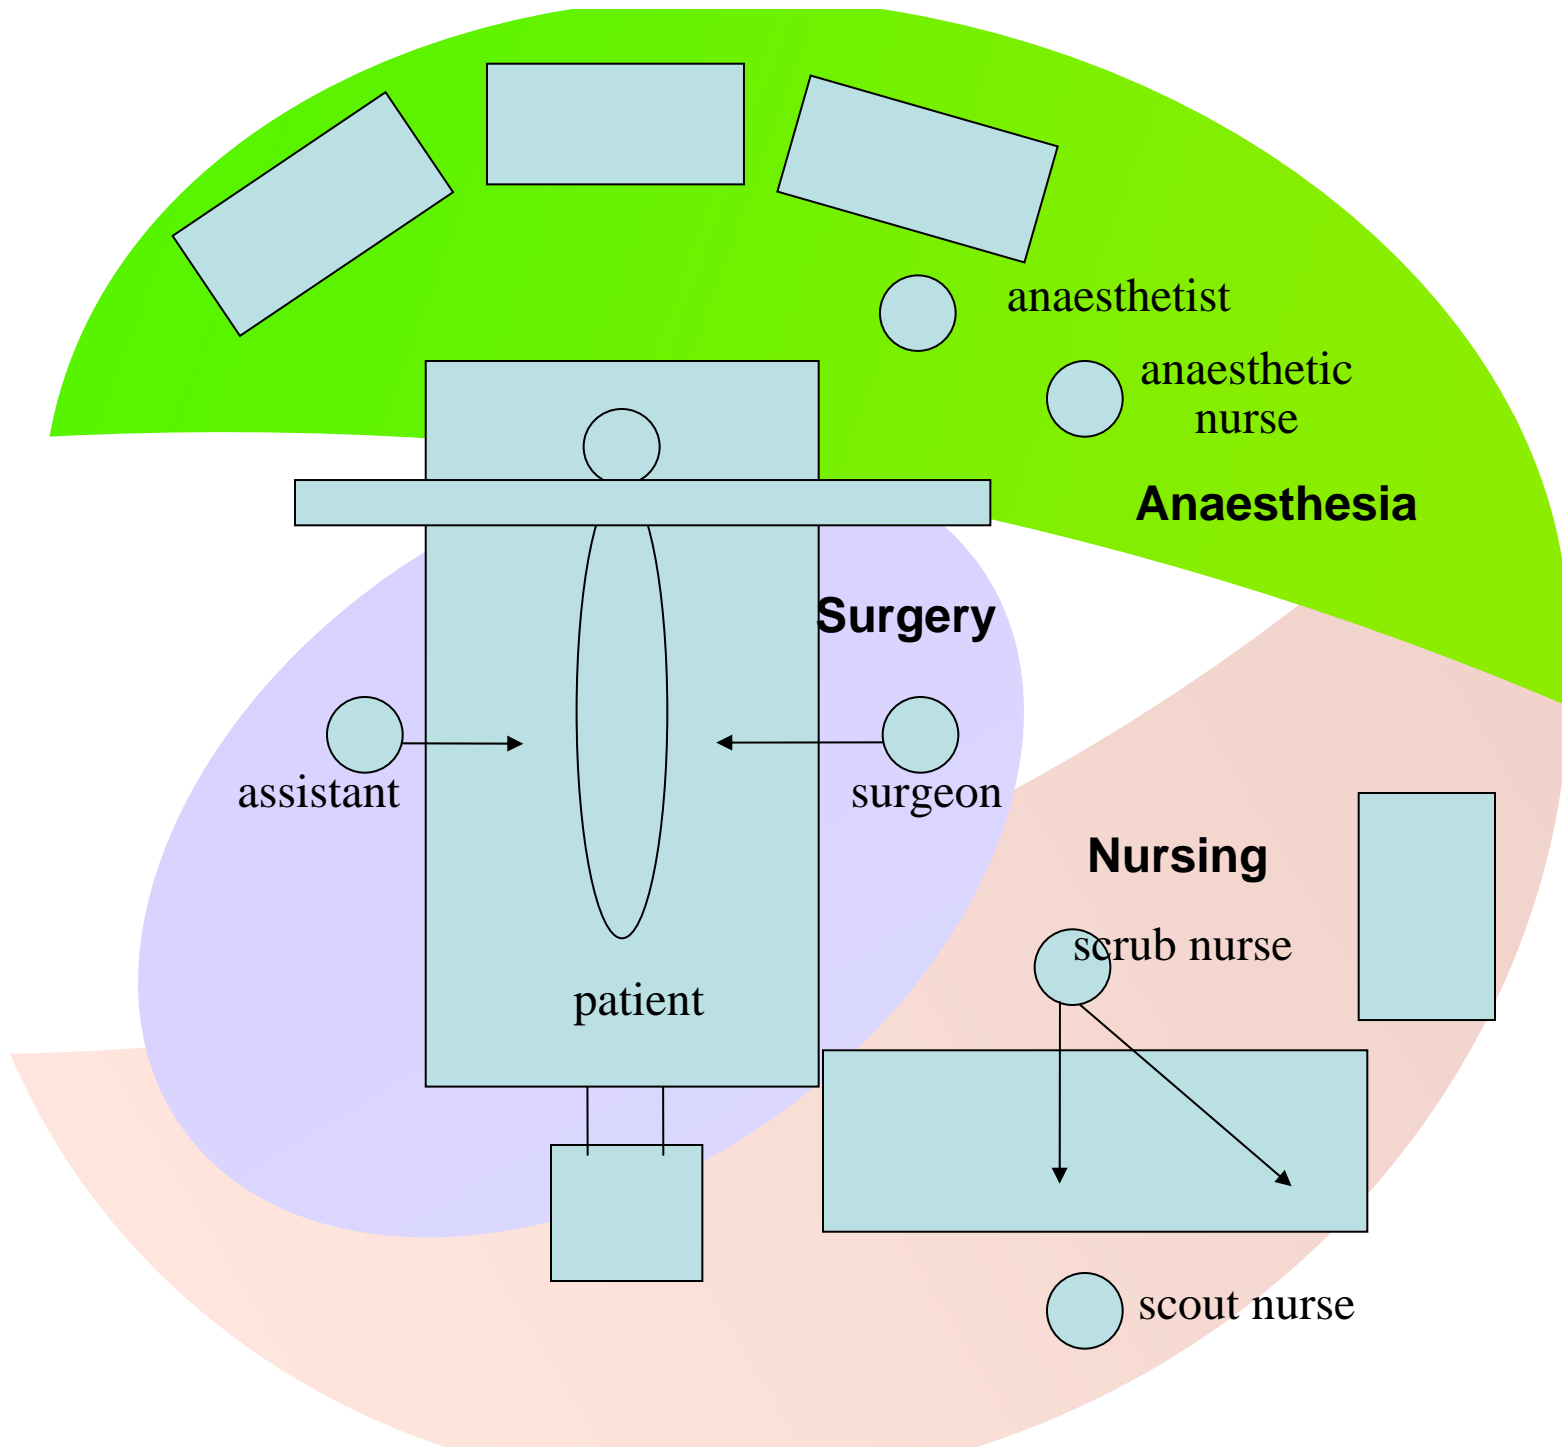 anaesthetist
anaesthetic
nurse
Anaesthesia
Surgery
assistant
surgeon
Nursing
scrub nurse
patient
scout nurse